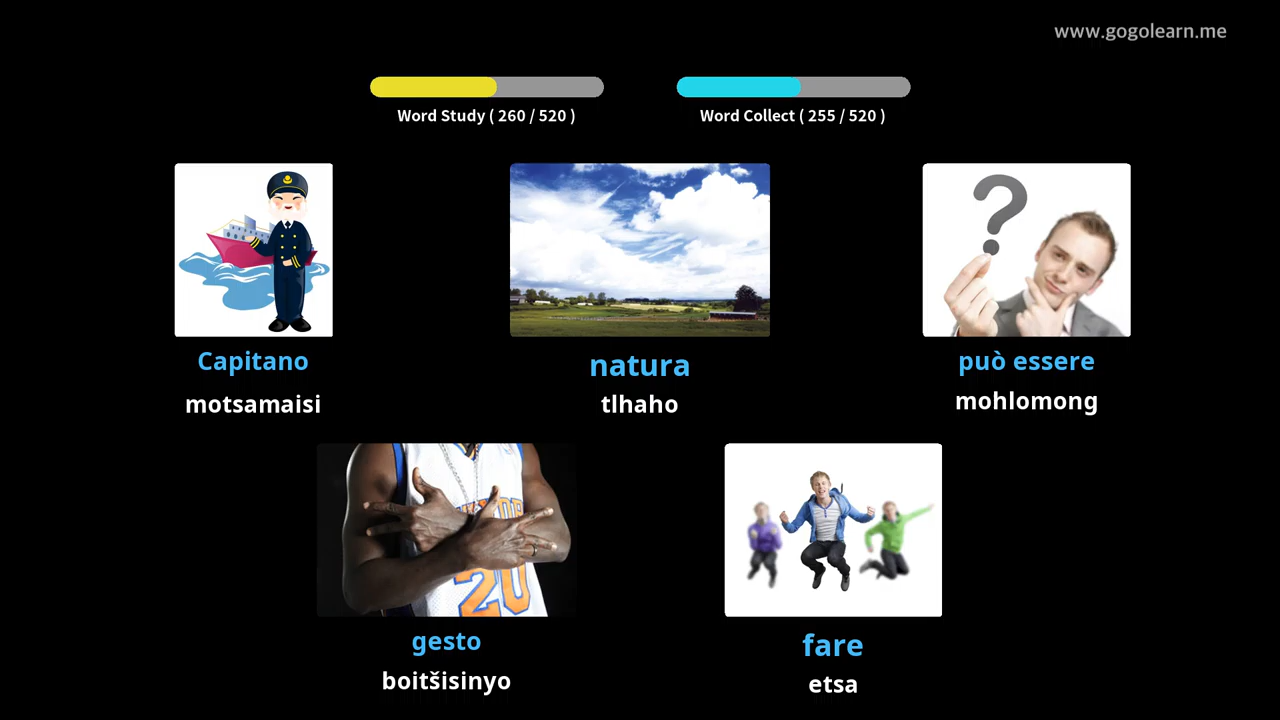 www.gogolearn.me
Word Study ( 260 / 520 )
Word Collect ( 255 / 520 )
Capitano
motsamaisi
natura
tlhaho
può essere
mohlomong
20
gesto
boitšisinyo
fare
etsa